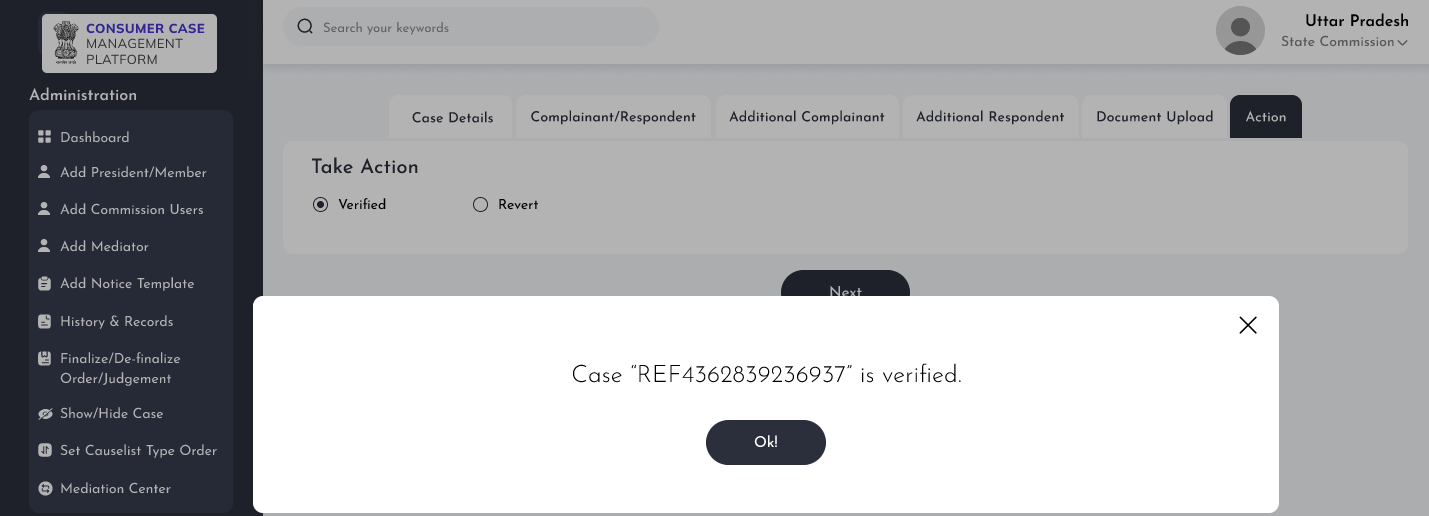 CONSUMER CASE
MANAGEMENT
PLATFORM
Administration
Dashboard
Add President/Member
Add Commission Users
Add Mediator
Add Notice Template
History & Records
Finalize/De-finalize
Order/Judgement
Show/Hide Case
Set Causelist Type Order
Mediation Center
Search your keywords
Uttar Pradesh
State Commission
Case Details
Complainant/Respondent
Additional Complainant
Additional Respondent
Document Upload
Action
Take Action
Verified
Revert
Next
Case “REF4362839236937” is verified.
Ok!